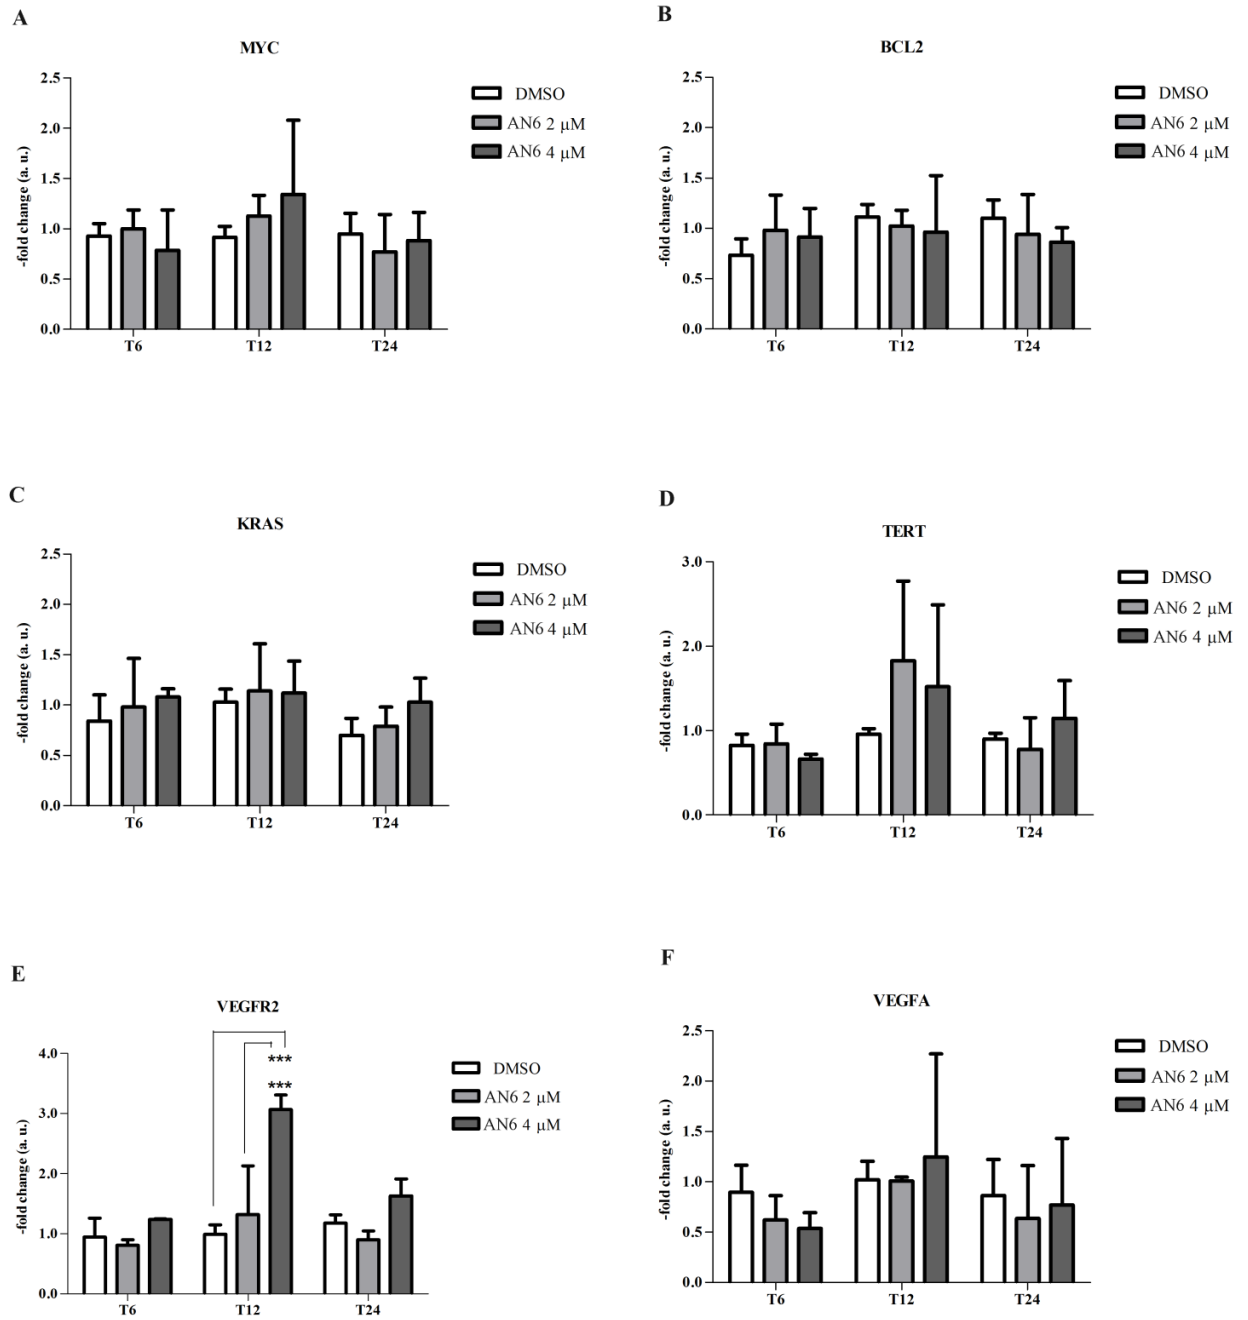 A
MYC
-fold change (a. u.)
2.5
2.0
1.5
1.0
0.5
0.0
T6 T12 T24
DMSO
AN6 2 µM
AN6 4 µM
B
BCL2
-fold change (a. u.)
2.5
2.0
1.5
1.0
0.5
0.0
T6 T12 T24
DMSO
AN6 2 µM
AN6 4 µM
C
KRAS
-fold change (a. u.)
2.5
2.0
1.5
1.0
0.5
0.0
T6 T12 T24
DMSO
AN6 2 µM
AN6 4 µM
D
TERT
-fold change (a. u.)
3.0
2.0
1.0
0.0
T6 T12 T24
DMSO
AN6 2 µM
AN6 4 µM
E
VEGFR2
-fold change (a. u.)
4.0
3.0
2.0
1.0
0.0
***
***
T6 T12 T24
DMSO
AN6 2 µM
AN6 4 µM
F
VEGFA
-fold change (a. u.)
2.5
2.0
1.5
1.0
0.5
0.0
T6 T12 T24
DMSO
AN6 2 µM
AN6 4 µM